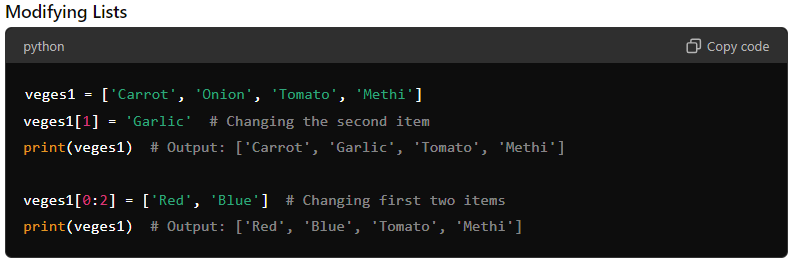 Modifying Lists
python
Copy code
veges1 = ['Carrot', 'Onion', 'Tomato', 'Methi']
veges1[1] = 'Garlic'  # Changing the second item
print(veges1)  # Output: ['Carrot', 'Garlic', 'Tomato', 'Methi']
veges1[0:2] = ['Red', 'Blue']  # Changing first two items
print(veges1)  # Output: ['Red', 'Blue', 'Tomato', 'Methi']